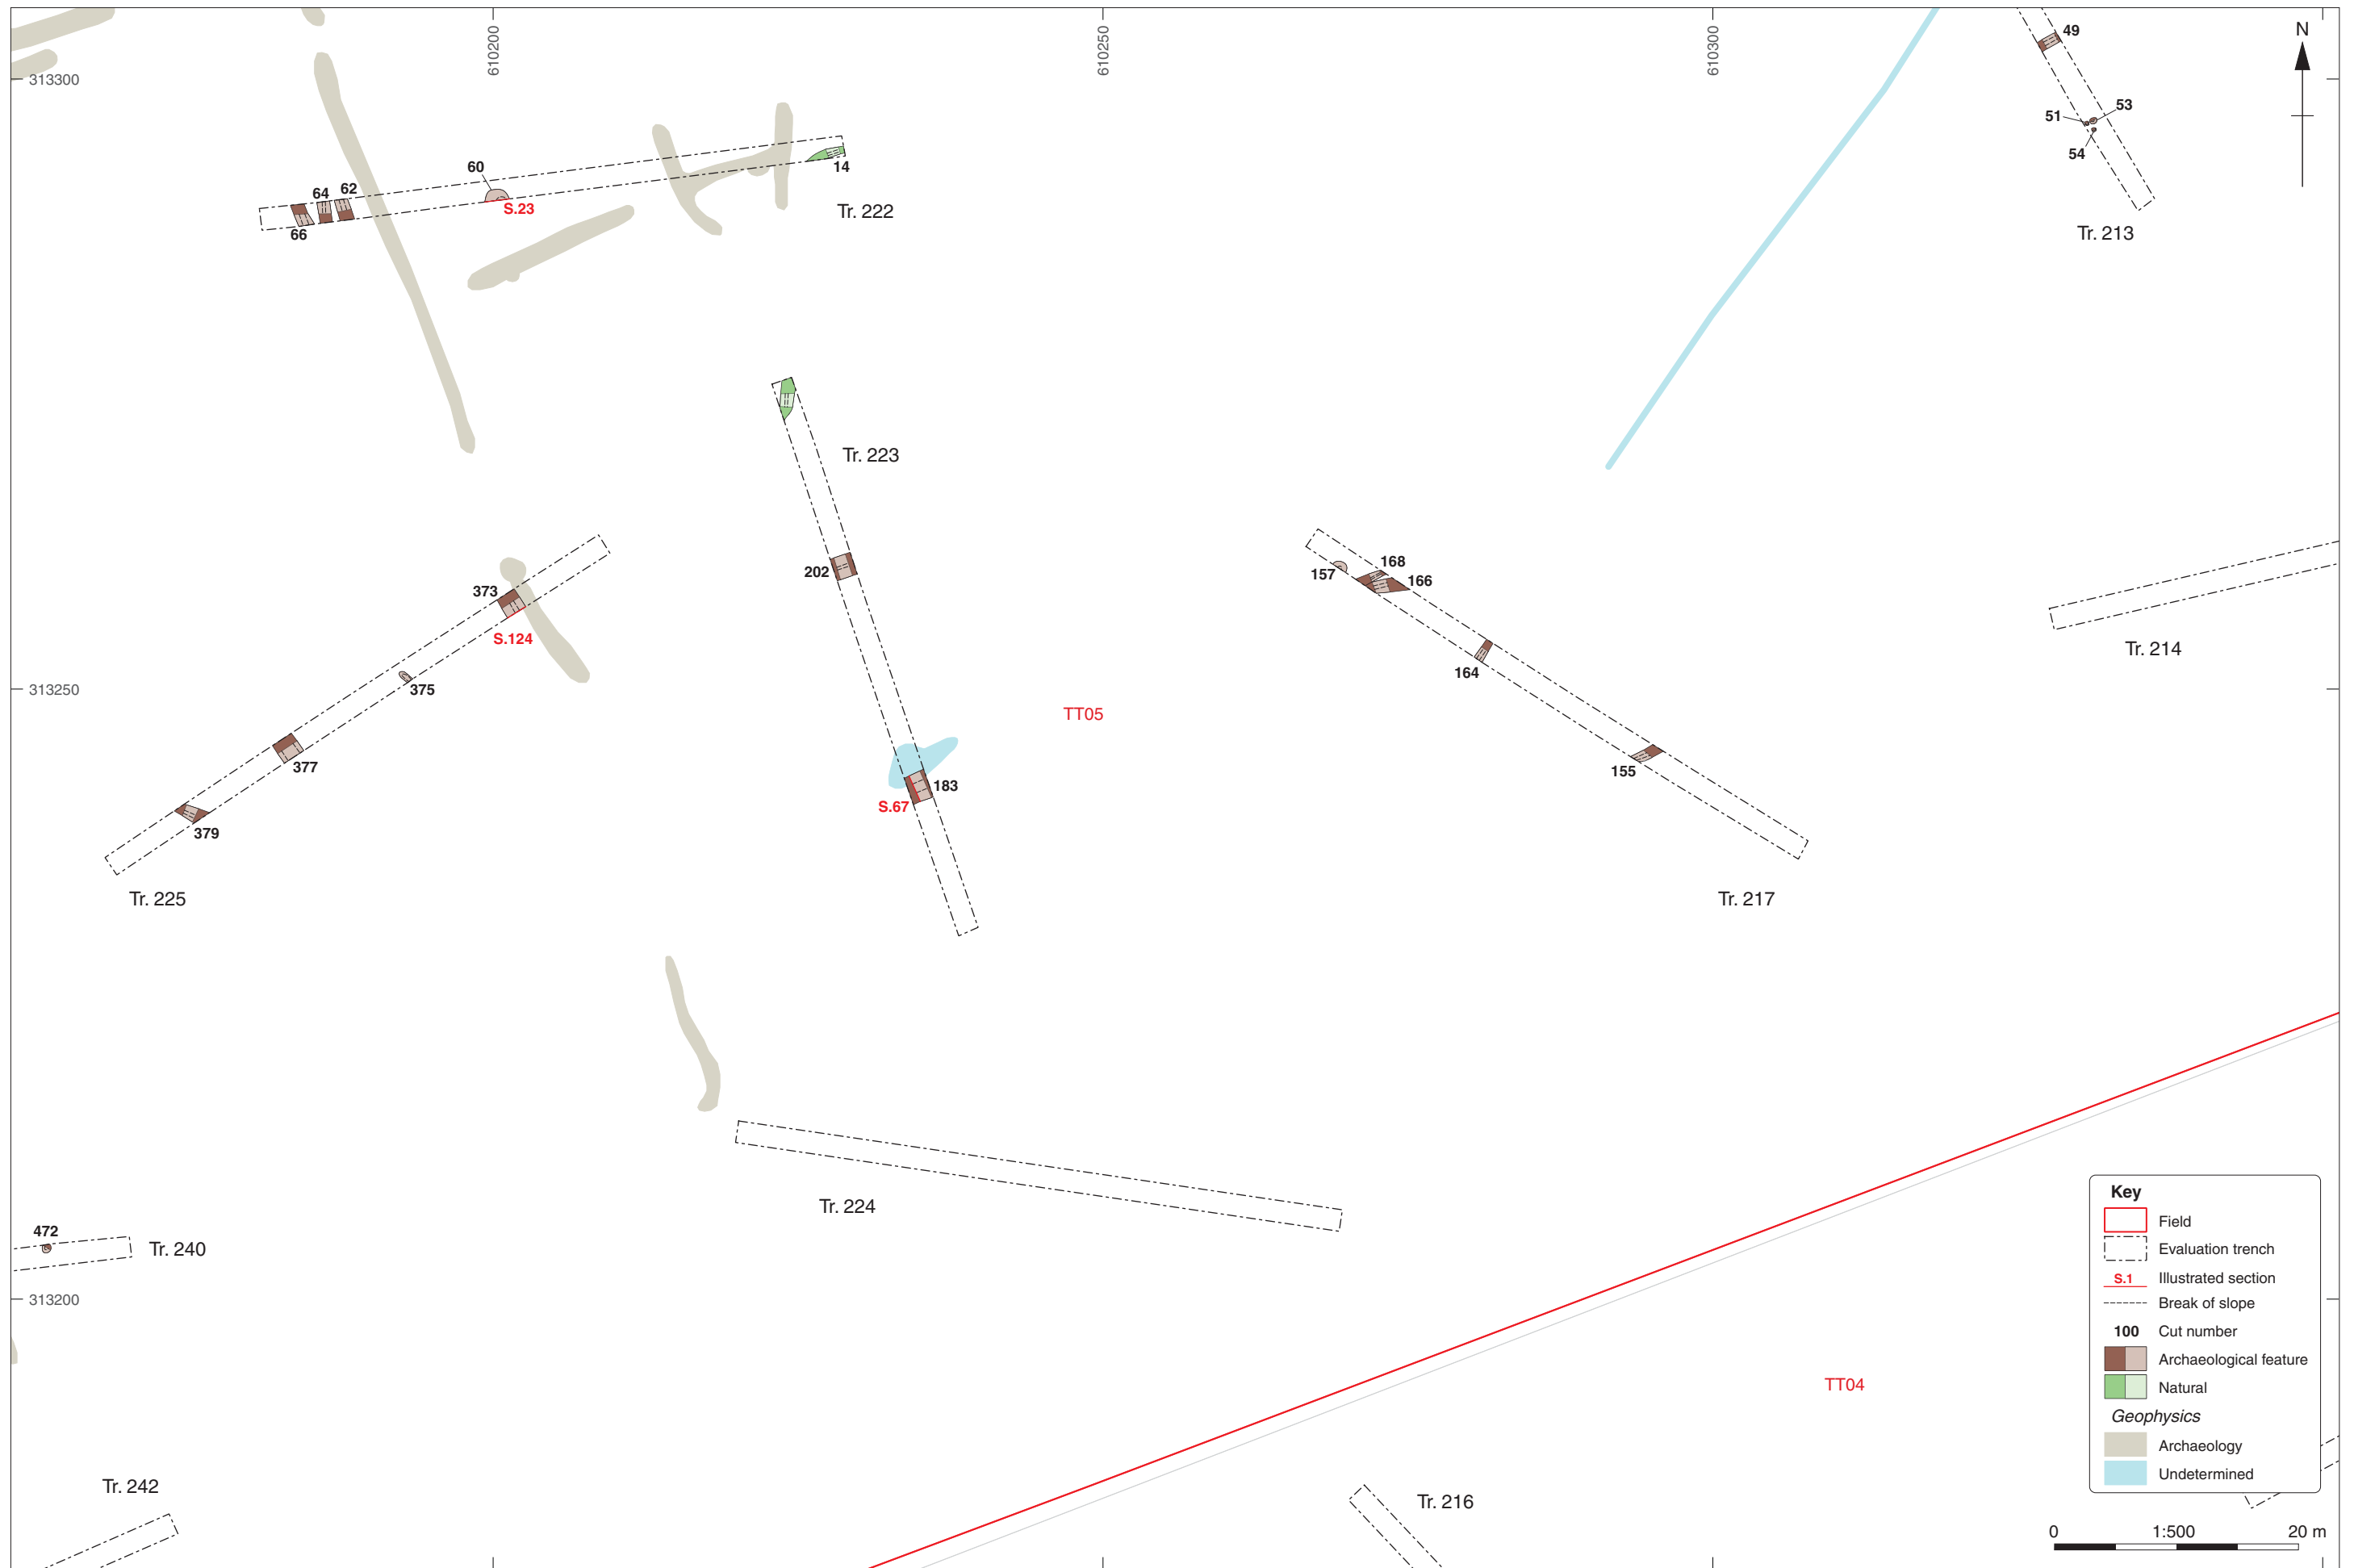 610200
610250
610300
N
313300
49
53
51
54
Tr. 213
60
64
62
14
S.23
66
Tr. 222
Tr. 223
202
373
S.124
375
377
379
Tr. 225
313250
TT05
183
S.67
168
157
166
164
155
Tr. 217
Tr. 214
Tr. 224
472
Tr. 240
313200
TT04
Tr. 242
Tr. 216
Key
Field
Evaluation trench
S.1 Illustrated section
Break of slope
100 Cut number
Archaeological feature
Natural
Geophysics
Archaeology
Undetermined
0 1:500 20 m